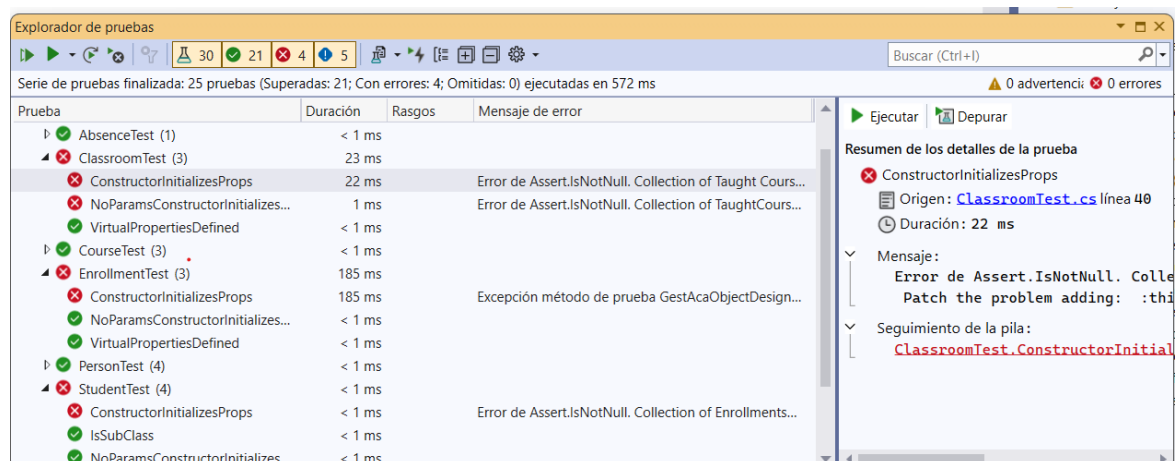 Explorador de pruebas
30 21 4 5
Buscar (Ctrl+I)
Serie de pruebas finalizada: 25 pruebas (Superadas: 21; Con errores: 4; Omitidas: 0) ejecutadas en 572 ms
0 advertencia 0 errores
Prueba Duración Rasgos Mensaje de error
AbsenceTest (1) < 1 ms
ClassroomTest (3) 23 ms
ConstructorInitializesProps 22 ms Error de Assert.IsNotNull. Collection of Taught Cours...
NoParamsConstructorInitializes... 1 ms Error de Assert.IsNotNull. Collection of TaughtCours...
VirtualPropertiesDefined < 1 ms
CourseTest (3) < 1 ms
EnrollmentTest (3) 185 ms
ConstructorInitializesProps 185 ms Excepción método de prueba GestAcaObjectDesign...
NoParamsConstructorInitializes... < 1 ms
VirtualPropertiesDefined < 1 ms
PersonTest (4) < 1 ms
StudentTest (4) < 1 ms
ConstructorInitializesProps < 1 ms Error de Assert.IsNotNull. Collection of Enrollments...
IsSubClass < 1 ms
NoParamsConstructorInitializes < 1 ms
Ejecutar Depurar
Resumen de los detalles de la prueba
ConstructorInitializesProps
Origen: ClassroomTest.cs línea 40
Duración: 22 ms
Mensaje:
Error de Assert.IsNotNull. Colle
Patch the problem adding: :thi
Seguimiento de la pila:
ClassroomTest.ConstructorInitial